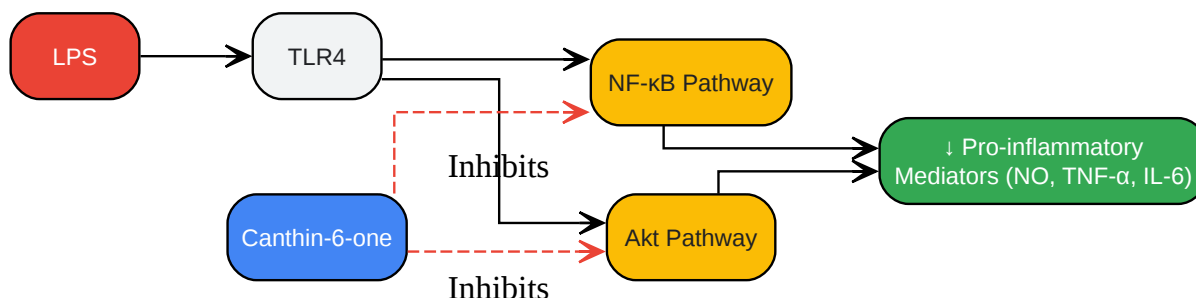 LPS
TLR4
NF-κB Pathway
↓ Pro-inflammatory
Mediators (NO, TNF-α, IL-6)
Inhibits
Canthin-6-one
Akt Pathway
Inhibits